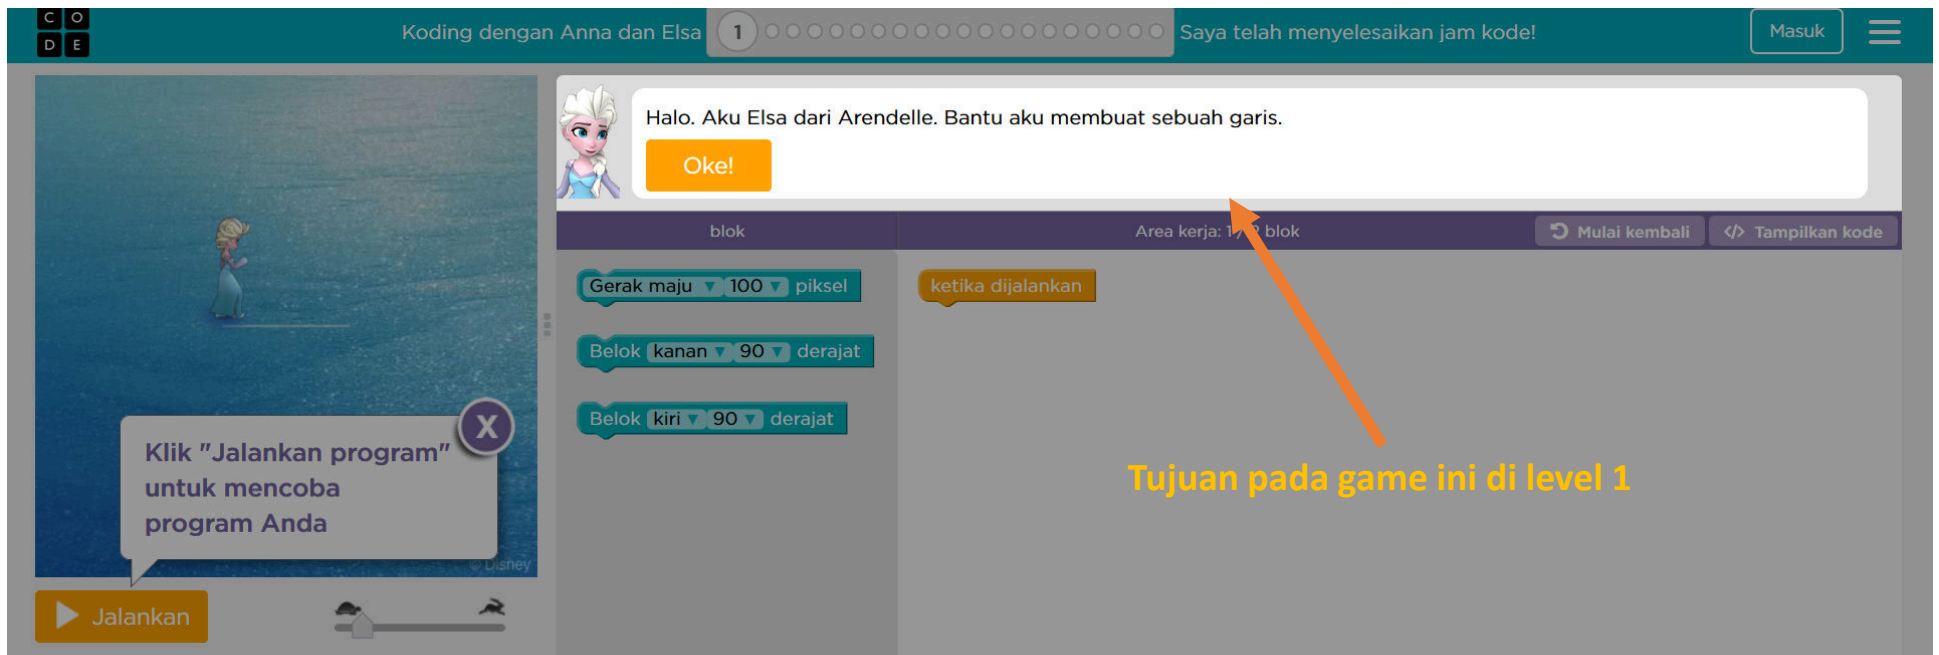 C O
D E
Koding dengan Anna dan Elsa
1
Saya telah menyelesaikan jam kode!
Masuk
Halo. Aku Elsa dari Arendelle. Bantu aku membuat sebuah garis.
Oke!
blok
Area kerja: 1 / 2 blok
Mulai kembali
</> Tampilkan kode
Gerak maju 100 piksel
Belok kanan 90 derajat
Belok kiri 90 derajat
ketika dijalankan
Tujuan pada game ini di level 1
X
Klik "Jalankan program"
untuk mencoba
program Anda
© Disney
Jalankan